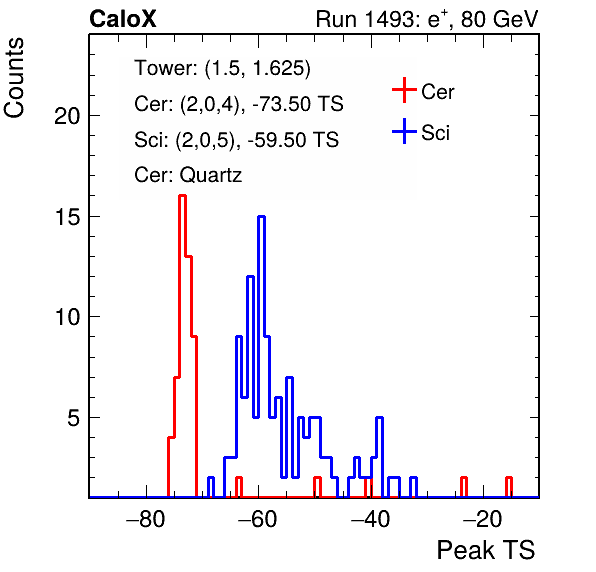 CaloX Run 1493: e⁺, 80 GeV
Counts
Tower: (1.5, 1.625)
Cer: (2,0,4), -73.50 TS
Sci: (2,0,5), -59.50 TS
Cer: Quartz
Cer
Sci
20
15
10
5
−80 −60 −40 −20
Peak TS